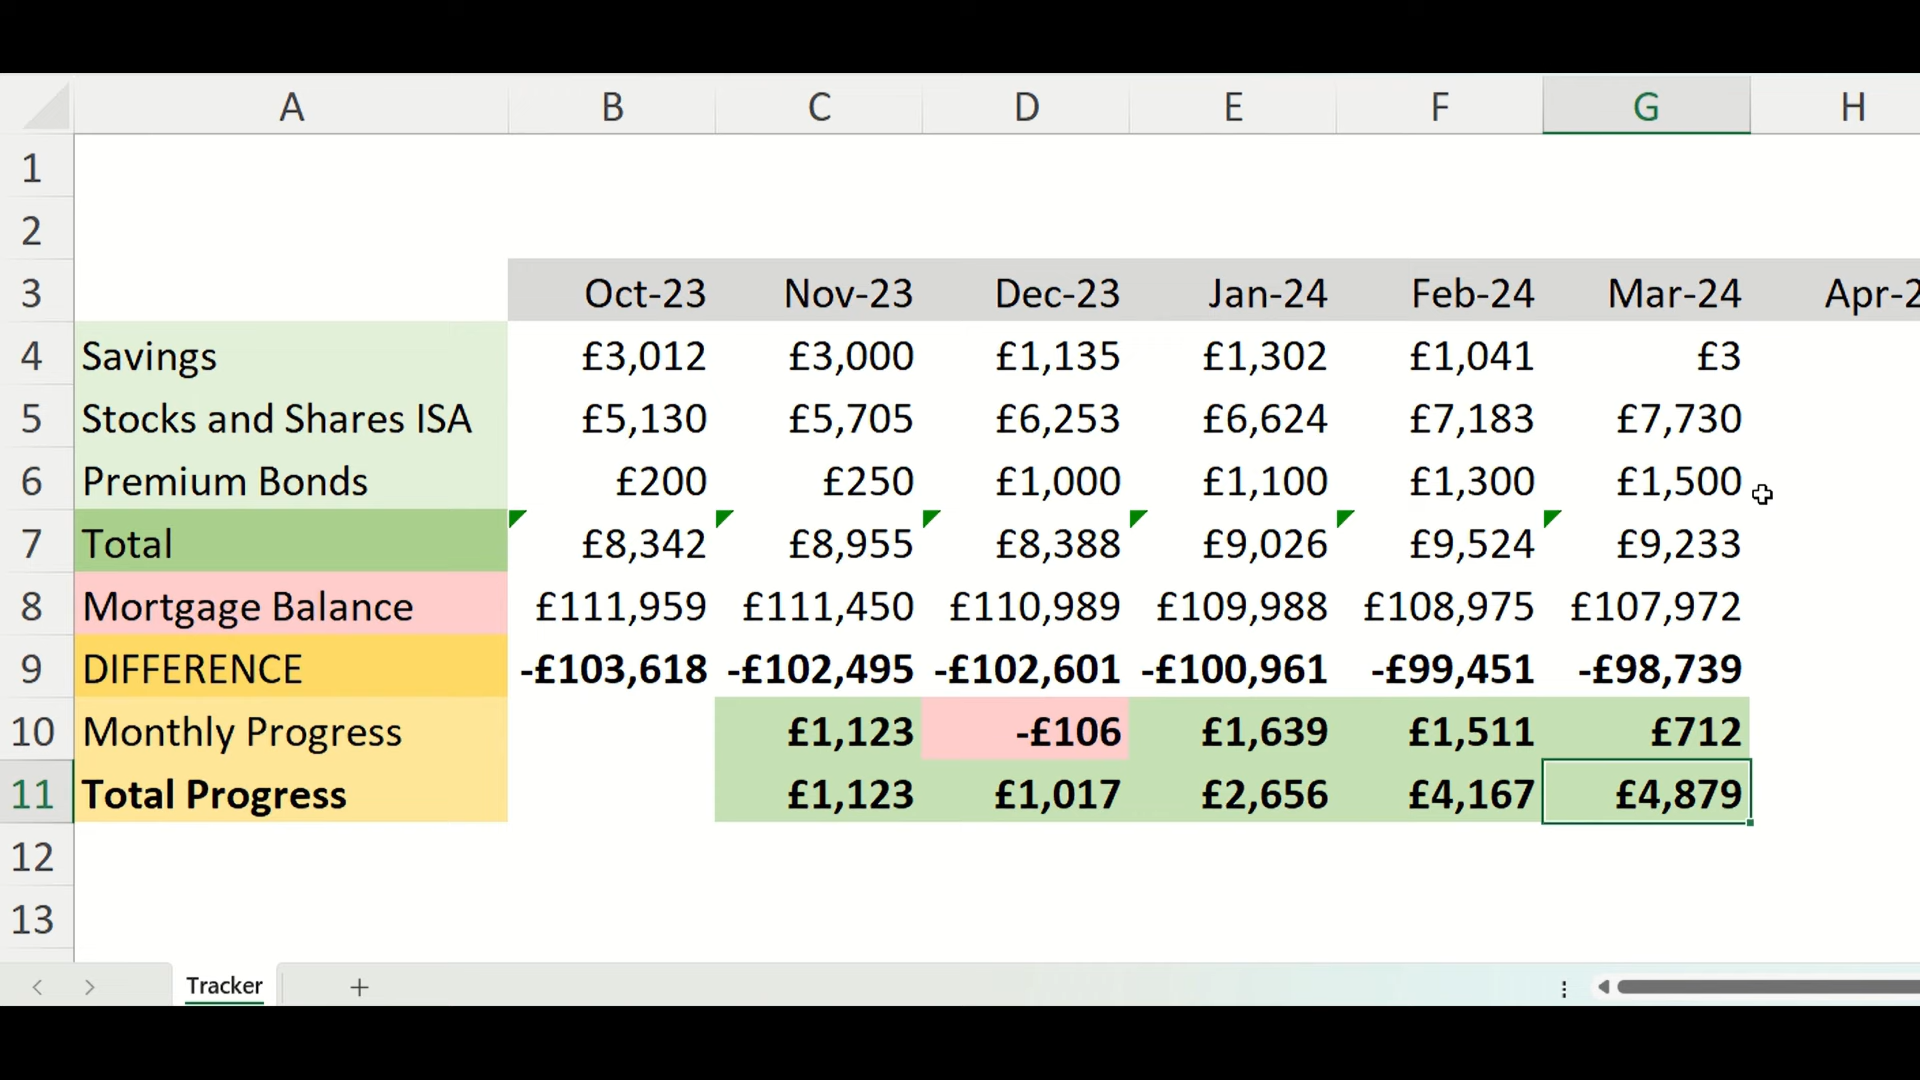 A B C D E F G H
1
2
3 Oct-23 Nov-23 Dec-23 Jan-24 Feb-24 Mar-24 Apr-2
4 Savings £3,012 £3,000 £1,135 £1,302 £1,041 £3
5 Stocks and Shares ISA £5,130 £5,705 £6,253 £6,624 £7,183 £7,730
6 Premium Bonds £200 £250 £1,000 £1,100 £1,300 £1,500
7 Total £8,342 £8,955 £8,388 £9,026 £9,524 £9,233
8 Mortgage Balance £111,959 £111,450 £110,989 £109,988 £108,975 £107,972
9 DIFFERENCE -£103,618 -£102,495 -£102,601 -£100,961 -£99,451 -£98,739
10 Monthly Progress £1,123 -£106 £1,639 £1,511 £712
11 Total Progress £1,123 £1,017 £2,656 £4,167 £4,879
12
13
Tracker